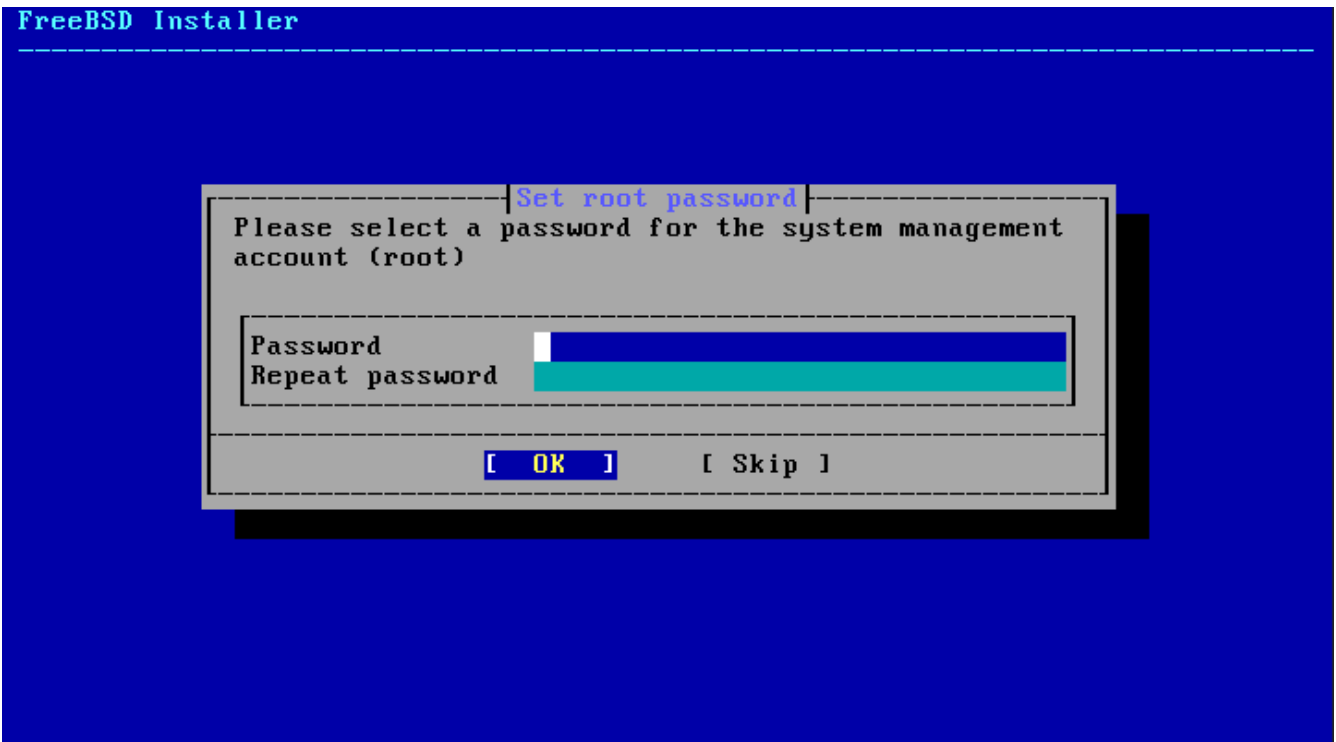 FreeBSD Installer
Set root password
Please select a password for the system management
account (root)
Password
Repeat password
[  OK  ]     [ Skip ]